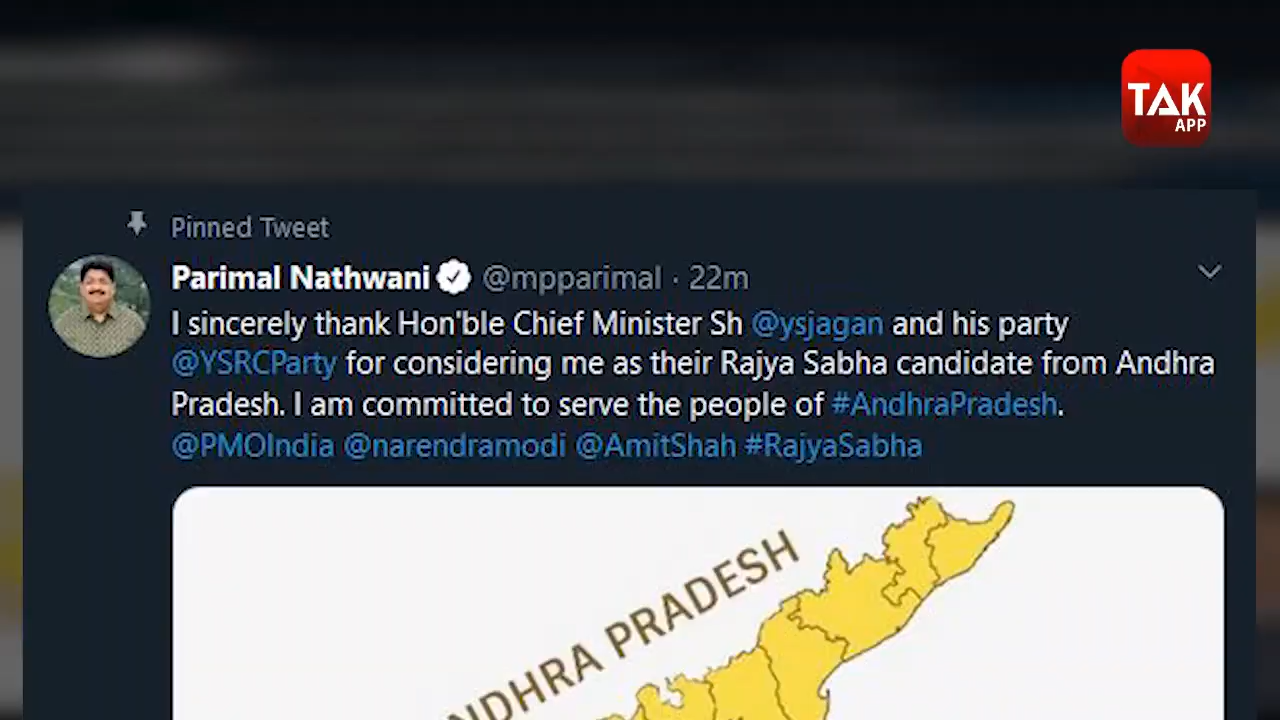 TAK
APP
Pinned Tweet
Parimal Nathwani @mpparimal · 22m
I sincerely thank Hon'ble Chief Minister Sh @ysjagan and his party
@YSRCParty for considering me as their Rajya Sabha candidate from Andhra
Pradesh. I am committed to serve the people of #AndhraPradesh.
@PMOIndia @narendramodi @AmitShah #RajyaSabha
NDHRA PRADESH